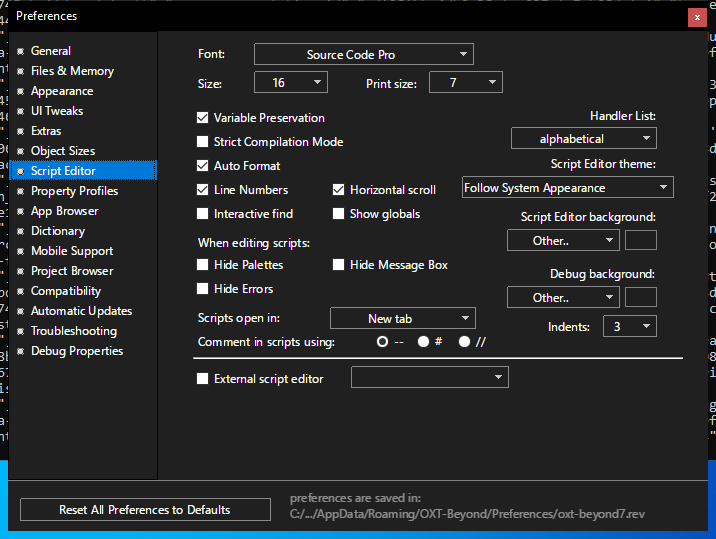 Preferences
x
General
Files & Memory
Appearance
UI Tweaks
Extras
Object Sizes
Script Editor
Property Profiles
App Browser
Dictionary
Mobile Support
Project Browser
Compatibility
Automatic Updates
Troubleshooting
Debug Properties
Font: Source Code Pro
Size: 16 Print size: 7
Variable Preservation
Handler List:
Strict Compilation Mode
alphabetical
Auto Format
Script Editor theme:
Line Numbers Horizontal scroll
Follow System Appearance
Interactive find Show globals
Script Editor background:
Other..
When editing scripts:
Hide Palettes Hide Message Box
Debug background:
Hide Errors
Other..
Scripts open in: New tab
Indents: 3
Comment in scripts using: -- # //
External script editor
Reset All Preferences to Defaults
preferences are saved in:
C:/.../AppData/Roaming/OXT-Beyond/Preferences/oxt-beyond7.rev